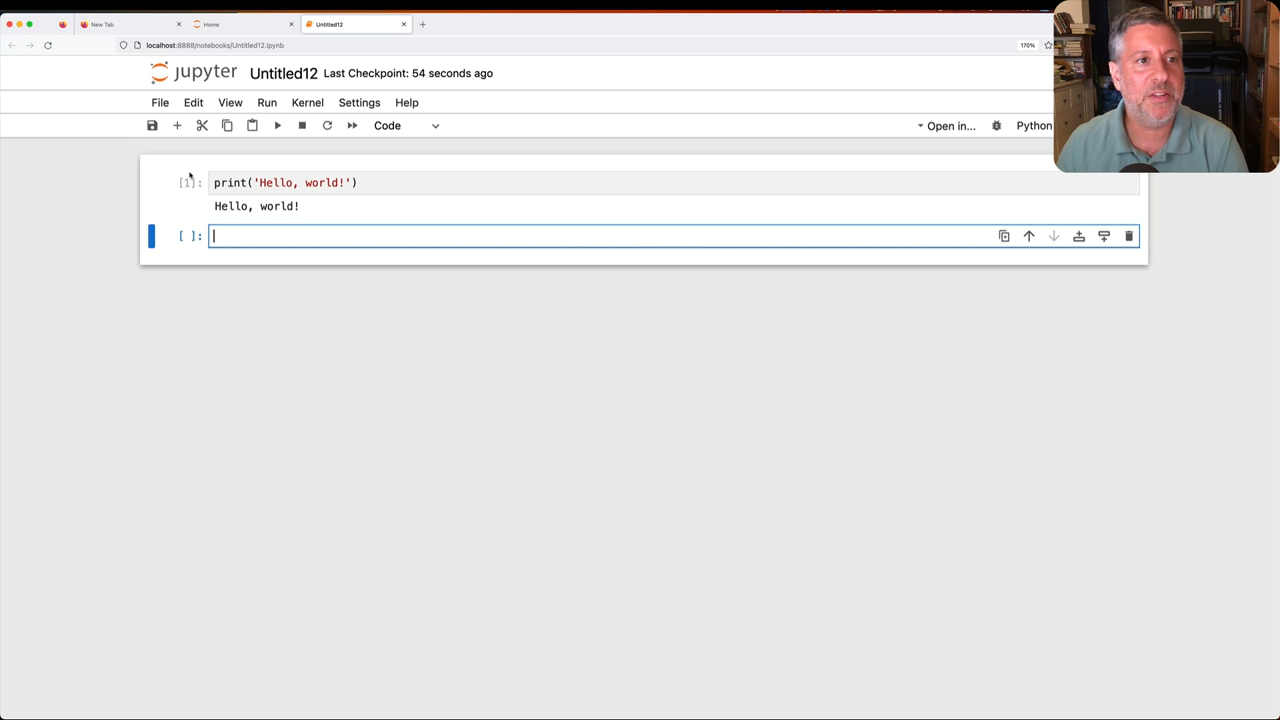 New Tab
Home
Untitled12
localhost:8888/notebooks/Untitled12.ipynb
170%
jupyter Untitled12 Last Checkpoint: 54 seconds ago
File Edit View Run Kernel Settings Help
Code Open in... Python
[1]: print('Hello, world!')
Hello, world!
[ ]: